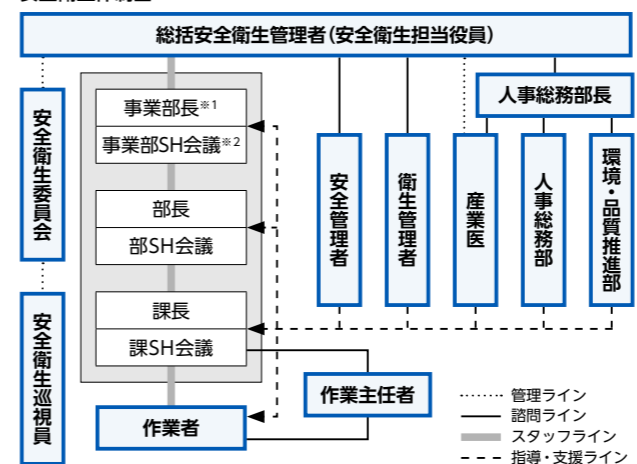 総括安全衛生管理者（安全衛生担当役員）
人事総務部長
安全衛生委員会
安全衛生巡視員
事業部長※1
事業部SH会議※2
部長
部SH会議
課長
課SH会議
作業者
作業主任者
安全管理者
衛生管理者
産業医
人事総務部
環境・品質推進部
管理ライン
諮問ライン
スタッフライン
指導・支援ライン